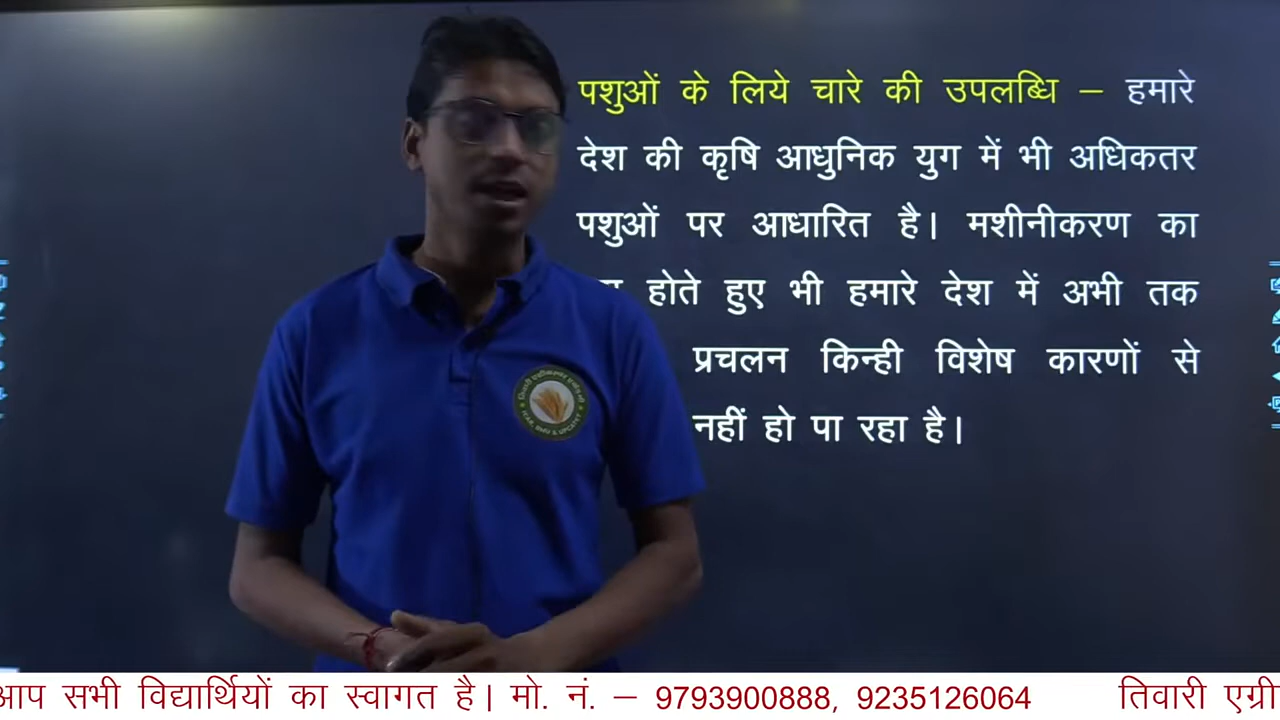 पशुओं के लिये चारे की उपलब्धि – हमारे
देश की कृषि आधुनिक युग में भी अधिकतर
पशुओं पर आधारित है। मशीनीकरण का
होते हुए भी हमारे देश में अभी तक
प्रचलन किन्ही विशेष कारणों से
नहीं हो पा रहा है।
आप सभी विद्यार्थियों का स्वागत है। मो. नं. – 9793900888, 9235126064 तिवारी एग्री